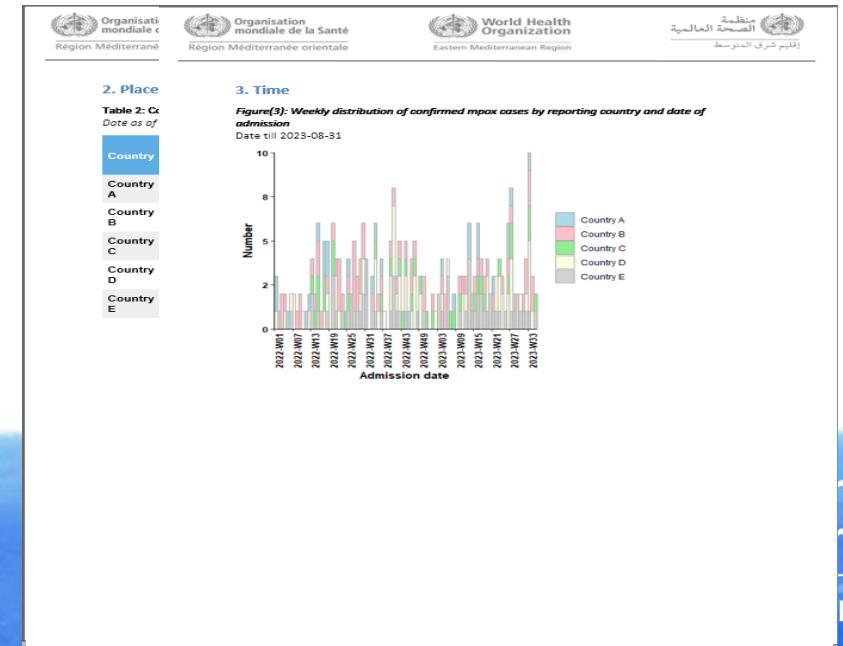 Organisati
mondiale d
Région Méditerrané
Organisation
mondiale de la Santé
Région Méditerranée orientale
World Health
Organization
Eastern Mediterranean Region
منظمة
الصحة العالمية
إقليم شرق المتوسط
2. Place
Table 2: Co
Date as of
Country
Country
A
Country
B
Country
C
Country
D
Country
E
3. Time
Figure(3): Weekly distribution of confirmed mpox cases by reporting country and date of
admission
Date till 2023-08-31
10
8
5
2
0
Number
2022-W01
2022-W07
2022-W13
2022-W19
2022-W25
2022-W31
2022-W37
2022-W43
2022-W49
2023-W03
2023-W09
2023-W15
2023-W21
2023-W27
2023-W33
Admission date
Country A
Country B
Country C
Country D
Country E